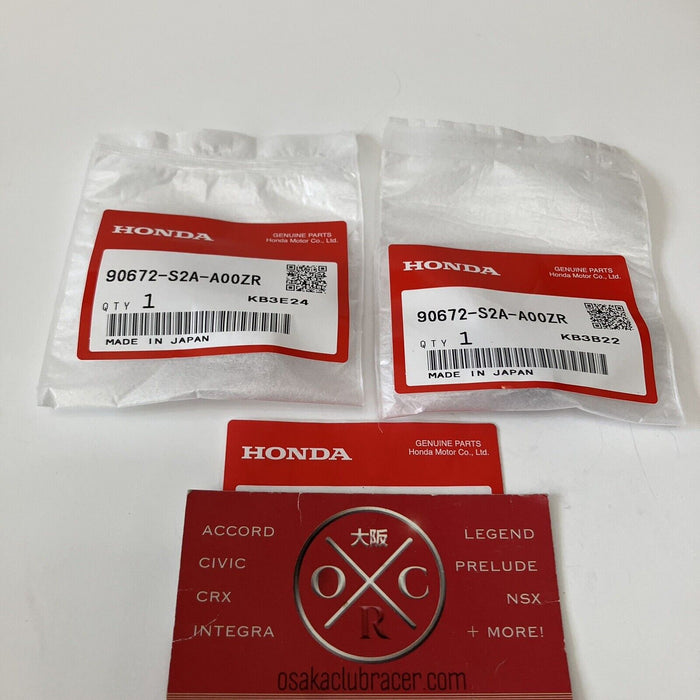 HONDA
GENUINE PARTS
Honda Motor Co., Ltd.
90672-S2A-A00ZR
QTY 1
KB3E24
MADE IN JAPAN
HONDA
GENUINE PARTS
Honda Motor Co., Ltd.
90672-S2A-A00ZR
QTY 1
KB3B22
MADE IN JAPAN
HONDA
GENUINE PARTS
Honda Motor Co., Ltd.
ACCORD
CIVIC
CRX
INTEGRA
大阪
O C
R
LEGEND
PRELUDE
NSX
+ MORE!
osakaclubracer.com